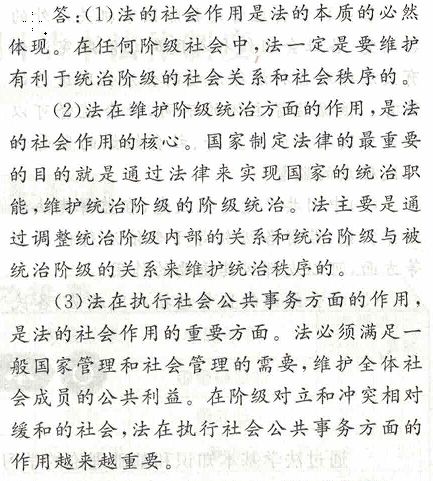 答:(1)法的社会作用是法的本质的必然
体现。在任何阶级社会中,法一定是要维护
有利于统治阶级的社会关系和社会秩序的。
(2)法在维护阶级统治方面的作用,是法
的社会作用的核心。国家制定法律的最重要
的目的就是通过法律来实现国家的统治职
能,维护统治阶级的阶级统治。法主要是通
过调整统治阶级内部的关系和统治阶级与被
统治阶级的关系来维护统治秩序的。
(3)法在执行社会公共事务方面的作用,
是法的社会作用的重要方面。法必须满足一
般国家管理和社会管理的需要,维护全体社
会成员的公共利益。在阶级对立和冲突相对
缓和的社会,法在执行社会公共事务方面的
作用越来越重要。